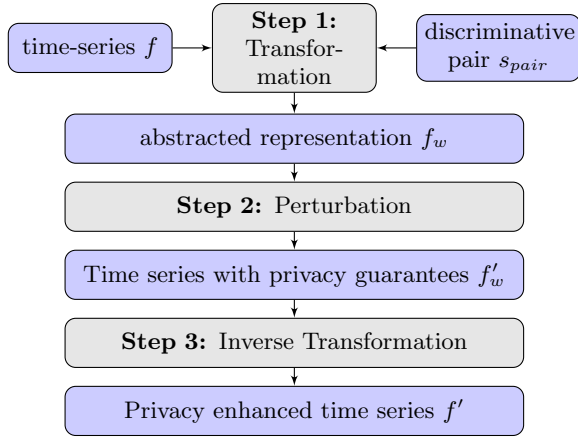 time-series f
Step 1:
Transfor-
mation
discriminative
pair s_pair
abstracted representation f_w
Step 2: Perturbation
Time series with privacy guarantees f'_w
Step 3: Inverse Transformation
Privacy enhanced time series f'